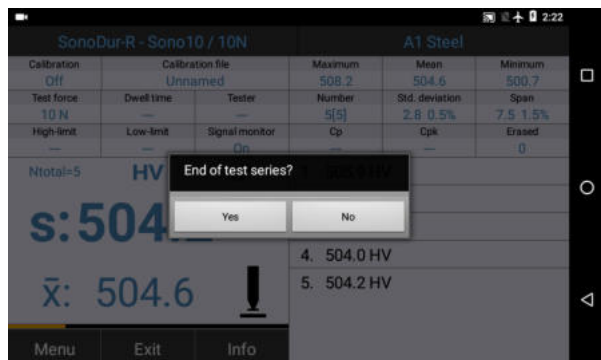 2:22
SonoDur-R - Sono10 / 10N
A1 Steel
Calibration Calibration file Maximum Mean Minimum
Off Unnamed 508.2 504.6 500.7
Test force Dwell time Tester Number Std. deviation Span
10 N --- --- 5[5] 2.8 0.5% 7.5 1.5%
High-limit Low-limit Signal monitor Cp Cpk Erased
--- --- On --- --- 0
Ntotal=5 HV
End of test series?
Yes No
s:504.
4. 504.0 HV
5. 504.2 HV
x̄: 504.6
Menu Exit Info